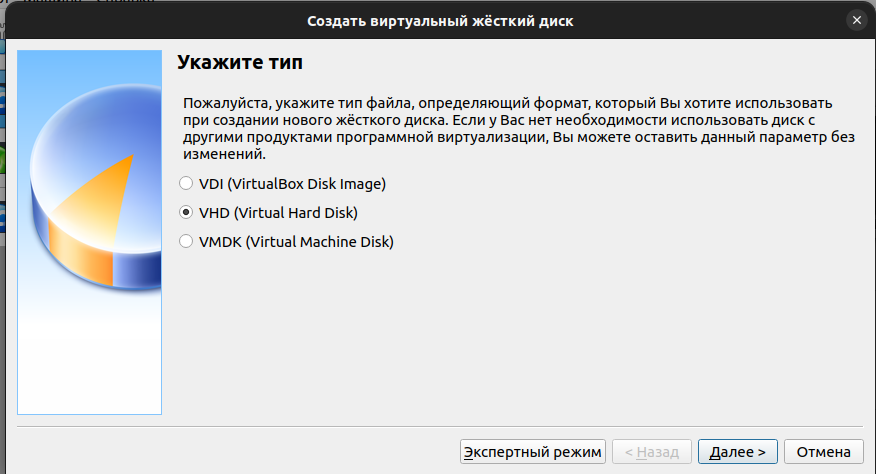 Создать виртуальный жёсткий диск
Укажите тип
Пожалуйста, укажите тип файла, определяющий формат, который Вы хотите использовать
при создании нового жёсткого диска. Если у Вас нет необходимости использовать диск с
другими продуктами программной виртуализации, Вы можете оставить данный параметр без
изменений.
VDI (VirtualBox Disk Image)
VHD (Virtual Hard Disk)
VMDK (Virtual Machine Disk)
Экспертный режим
< Назад
Далее >
Отмена